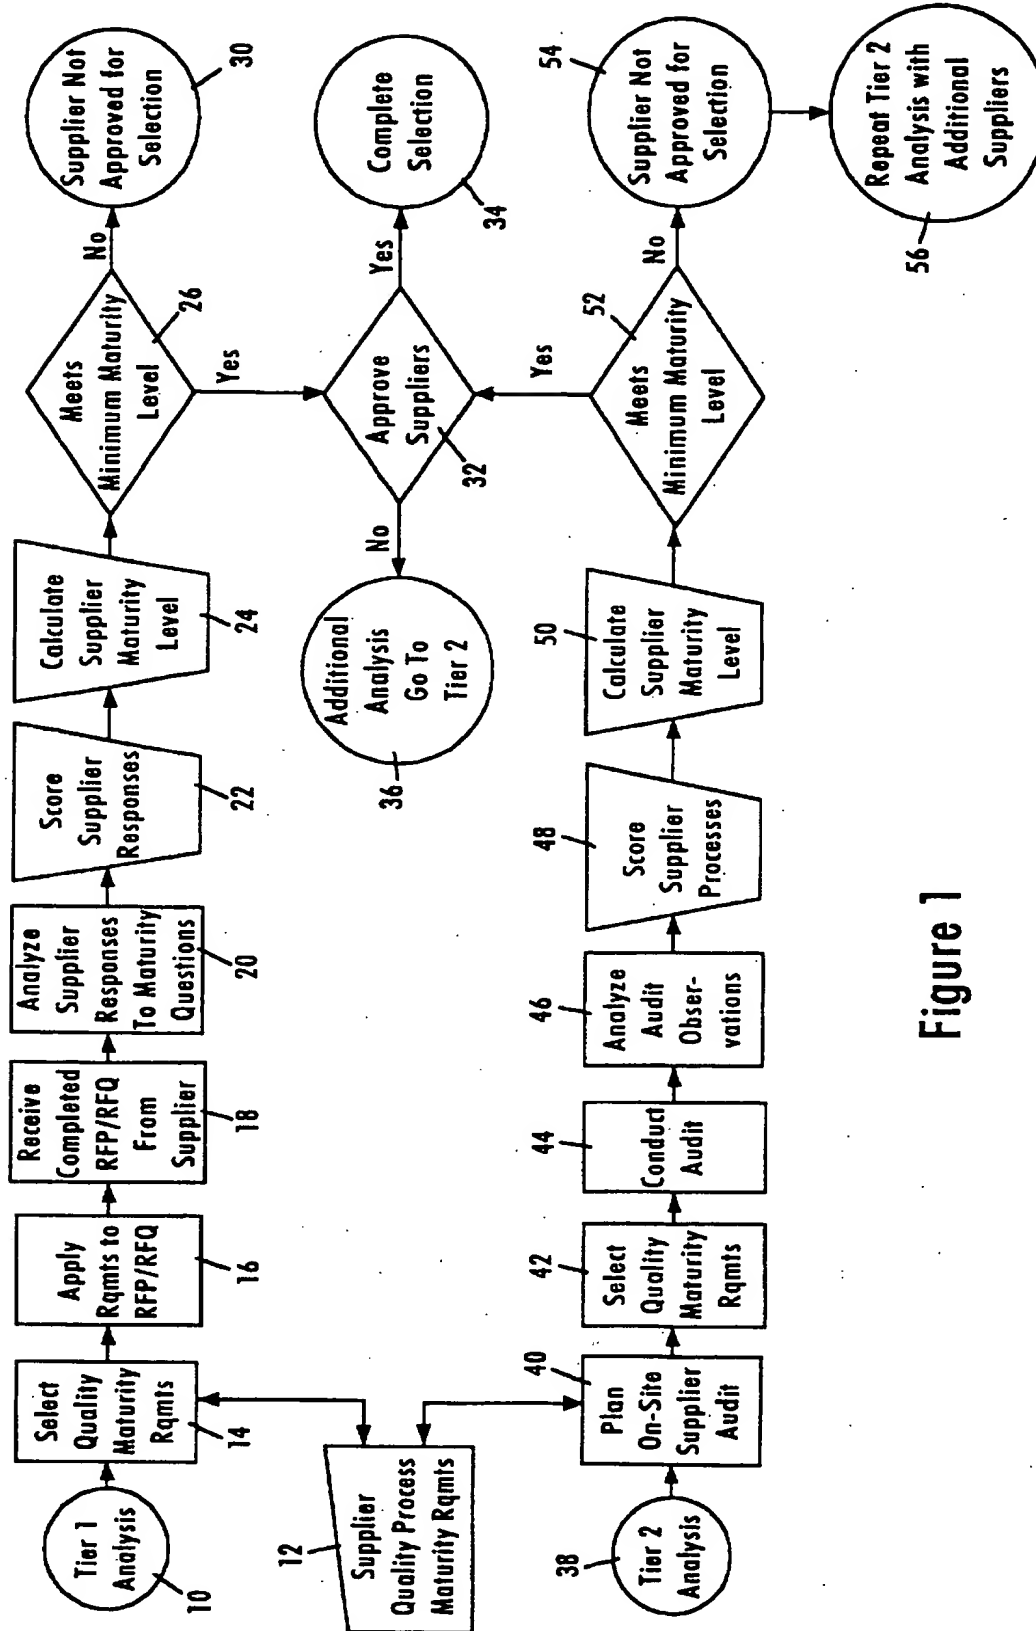 Tier 1
Analysis
10
Select
Quality
Maturity
Rqmts
14
Apply
Rqmts to
RFP/RFQ
16
Receive
Completed
RFP/RFQ
From
Supplier
18
Analyze
Supplier
Responses
To Maturity
Questions
20
Score
Supplier
Responses
22
Calculate
Supplier
Maturity
Level
24
Meets
Minimum Maturity
Level
26
No
Yes
Supplier Not
Approved for
Selection
30
Supplier
Quality Process
Maturity Rqmts
12
Additional
Analysis
Go To
Tier 2
36
No
Approve
Suppliers
32
Yes
Complete
Selection
34
Tier 2
Analysis
38
Plan
On-Site
Supplier
Audit
40
Select
Quality
Maturity
Rqmts
42
Conduct
Audit
44
Analyze
Audit
Obser-
vations
46
Score
Supplier
Processes
48
Calculate
Supplier
Maturity
Level
50
Meets
Minimum Maturity
Level
52
Yes
No
Supplier Not
Approved for
Selection
54
Repeat Tier 2
Analysis with
Additional
Suppliers
56
Figure 1